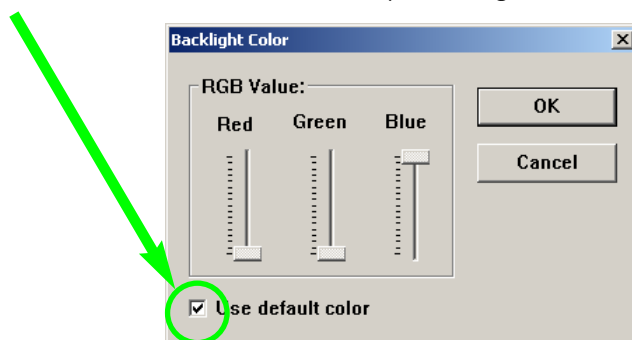 Backlight Color
RGB Value:
Red Green Blue
OK
Cancel
Use default color